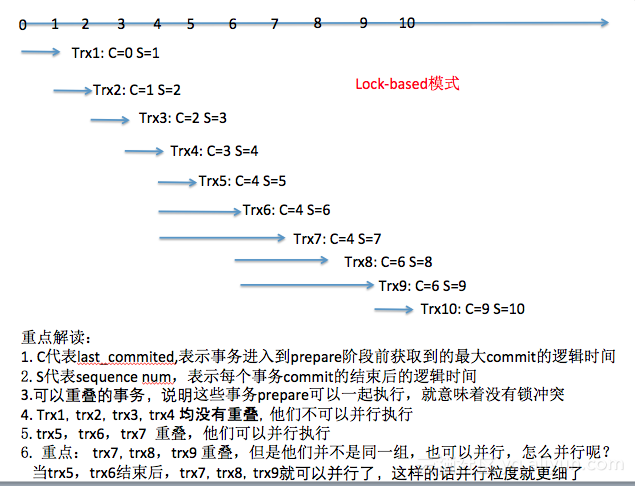 0 1 2 3 4 5 6 7 8 9 10
Trx1: C=0 S=1
Lock-based模式
Trx2: C=1 S=2
Trx3: C=2 S=3
Trx4: C=3 S=4
Trx5: C=4 S=5
Trx6: C=4 S=6
Trx7: C=4 S=7
Trx8: C=6 S=8
Trx9: C=6 S=9
Trx10: C=9 S=10
重点解读：
1. C代表last_commited,表示事务进入到prepare阶段前获取到的最大commit的逻辑时间
2. S代表sequence num，表示每个事务commit的结束后的逻辑时间
3.可以重叠的事务，说明这些事务prepare可以一起执行，就意味着没有锁冲突
4. Trx1, trx2, trx3, trx4 均没有重叠, 他们不可以并行执行
5. trx5，trx6，trx7 重叠，他们可以并行执行
6. 重点： trx7, trx8，trx9 重叠，但是他们并不是同一组，也可以并行，怎么并行呢？
当trx5，trx6结束后，trx7, trx8, trx9就可以并行了，这样的话并行粒度就更细了